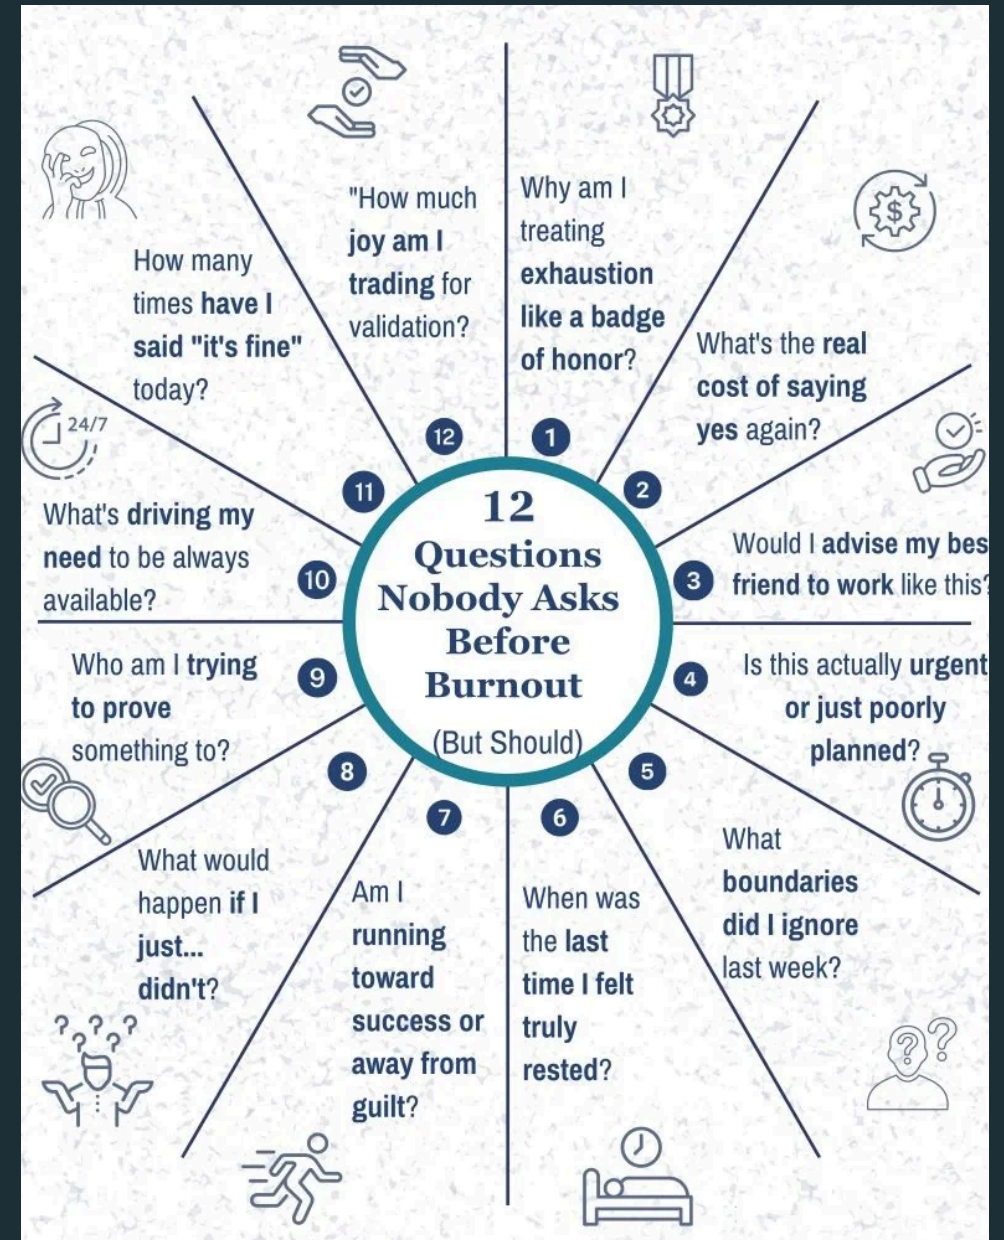 12
Questions
Nobody Asks
Before
Burnout
(But Should)
1
Why am I
treating
exhaustion
like a badge
of honor?
2
What's the real
cost of saying
yes again?
3
Would I advise my bes
friend to work like this?
4
Is this actually urgent
or just poorly
planned?
5
What
boundaries
did I ignore
last week?
6
When was
the last
time I felt
truly
rested?
7
Am I
running
toward
success or
away from
guilt?
8
What would
happen if I
just...
didn't?
9
Who am I trying
to prove
something to?
10
24/7
What's driving my
need to be always
available?
11
How many
times have I
said "it's fine"
today?
12
"How much
joy am I
trading for
validation?
$
? ? ?
? ?
? ?